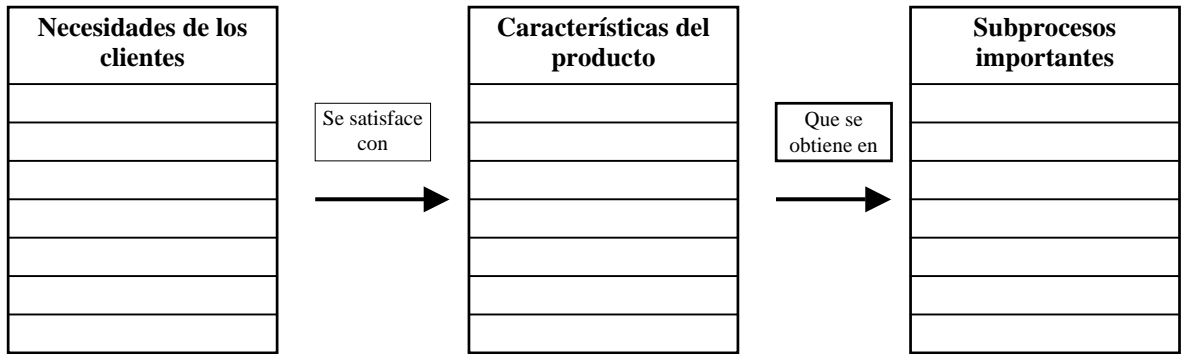 Necesidades de los
clientes
Se satisface
con
Características del
producto
Que se
obtiene en
Subprocesos
importantes